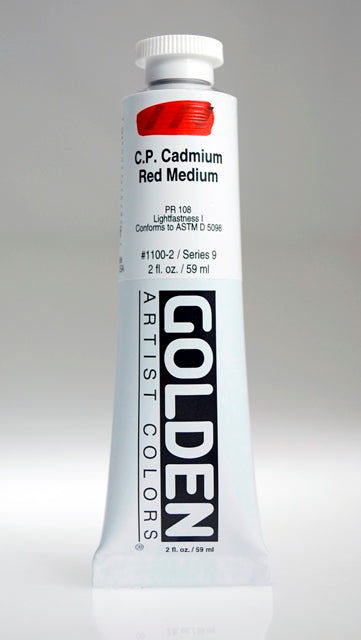 C.P. Cadmium
Red Medium
PR 108
Lightfastness I
Conforms to ASTM D 5098
#1100-2 / Series 9
2 fl. oz. / 59 ml
GOLDEN
ARTIST COLORS
2 fl. oz. / 59 ml